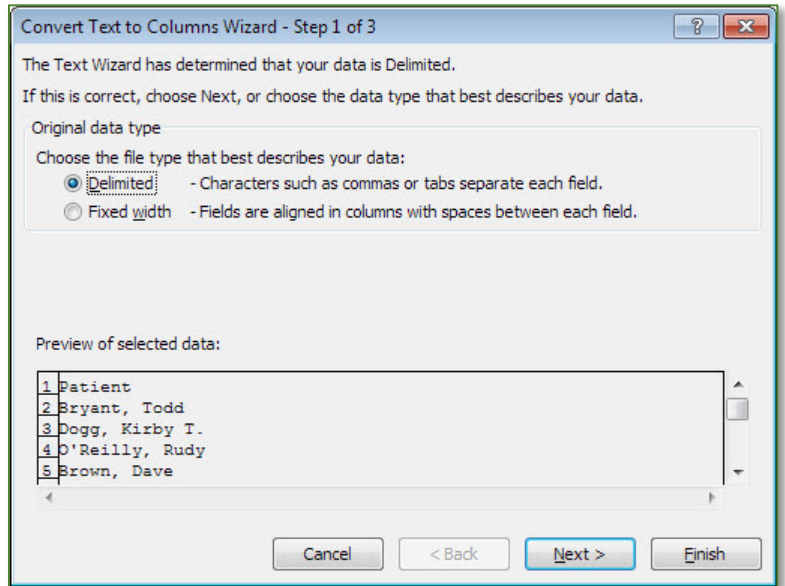 Convert Text to Columns Wizard - Step 1 of 3
?
The Text Wizard has determined that your data is Delimited.
If this is correct, choose Next, or choose the data type that best describes your data.
Original data type
Choose the file type that best describes your data:
Delimited - Characters such as commas or tabs separate each field.
Fixed width - Fields are aligned in columns with spaces between each field.
Preview of selected data:
1 Patient
2 Bryant, Todd
3 Dogg, Kirby T.
4 O'Reilly, Rudy
5 Brown, Dave
Cancel < Back Next > Finish